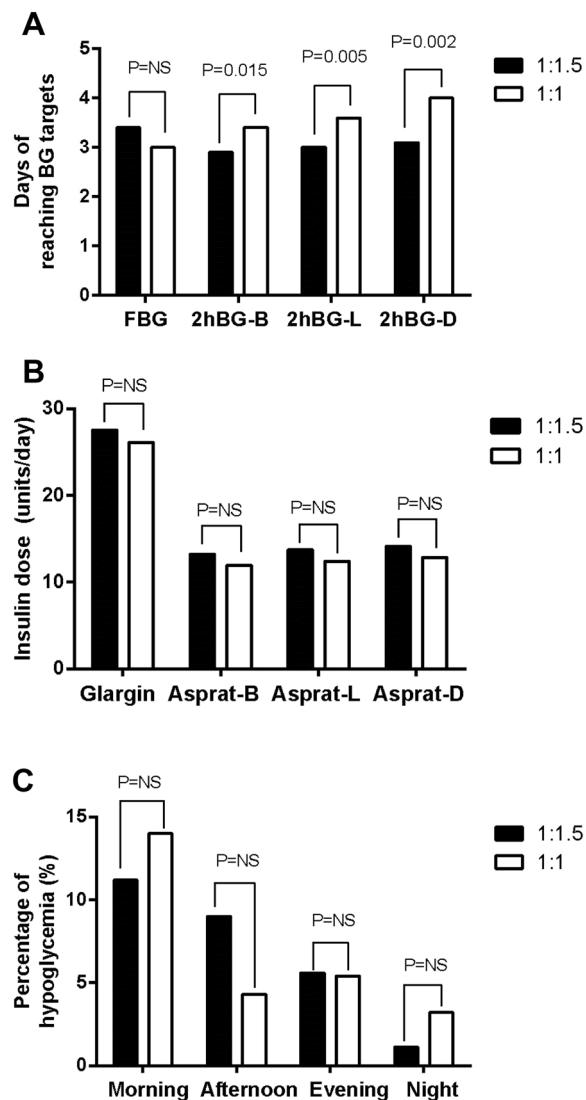 A
Days of
reaching BG targets
5
4
3
2
1
0
P=NS
P=0.015
P=0.005
P=0.002
1:1.5
1:1
FBG
2hBG-B
2hBG-L
2hBG-D
B
Insulin dose (units/day)
30
20
10
0
P=NS
P=NS
P=NS
P=NS
1:1.5
1:1
Glargin
Asprat-B
Asprat-L
Asprat-D
C
Percentage of
hypoglycemia (%)
15
10
5
0
P=NS
P=NS
P=NS
P=NS
1:1.5
1:1
Morning
Afternoon
Evening
Night